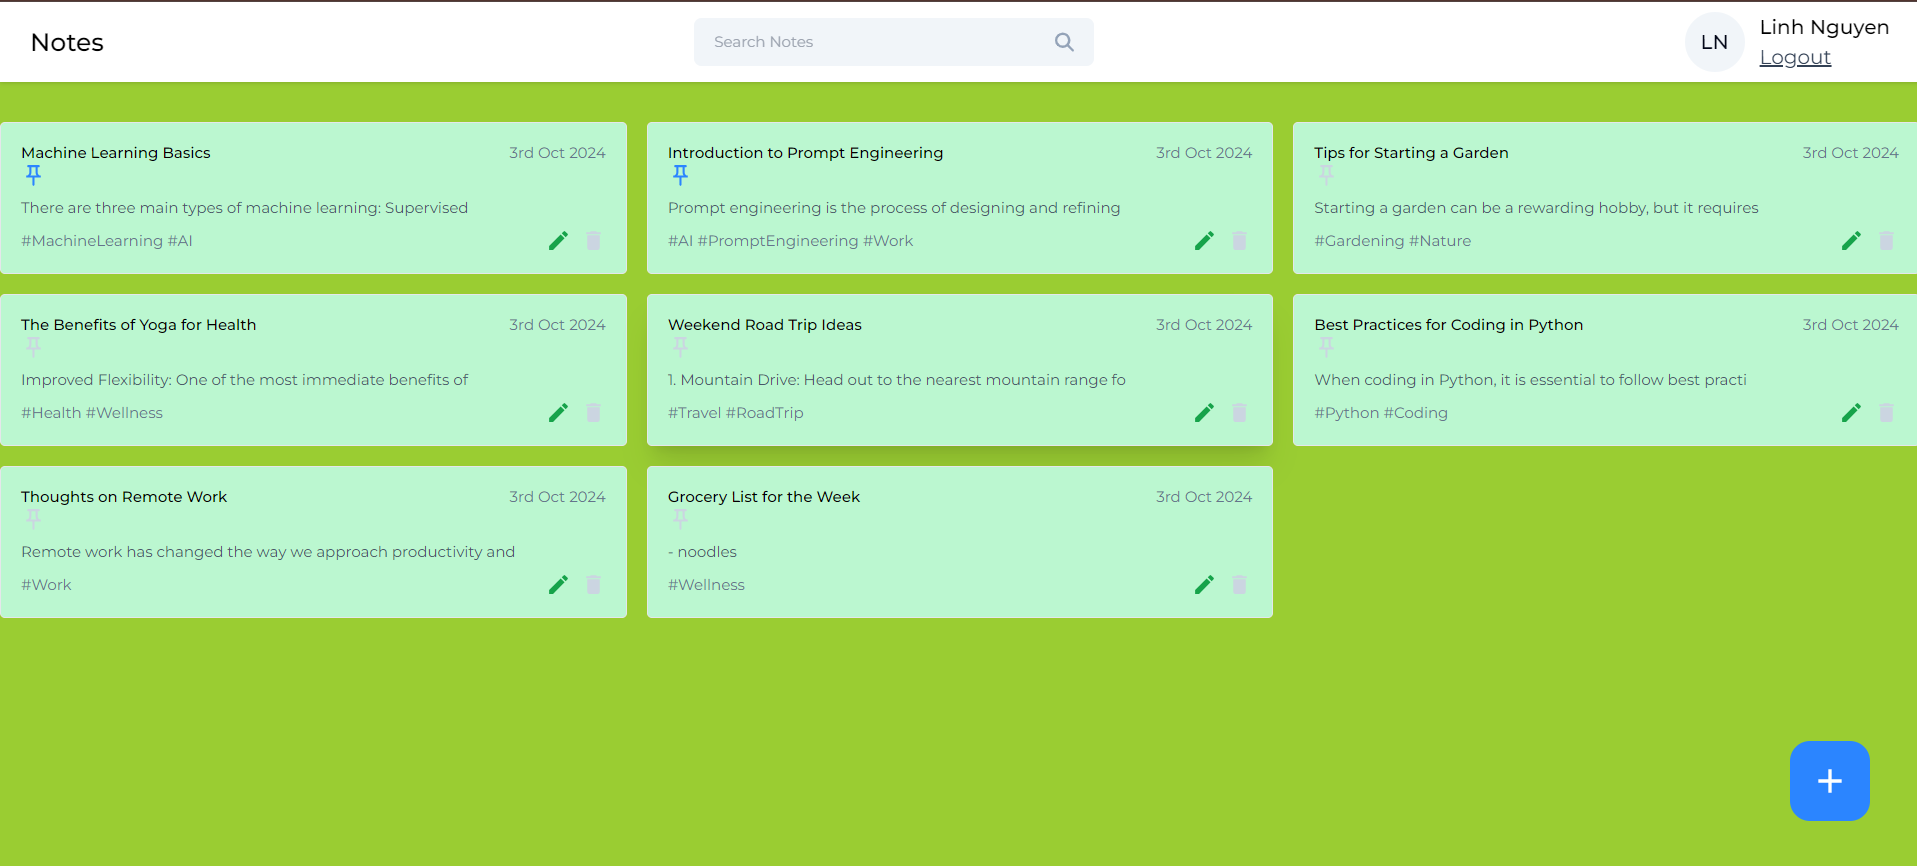 Notes
Search Notes
LN
Linh Nguyen
Logout
Machine Learning Basics
3rd Oct 2024
There are three main types of machine learning: Supervised
#MachineLearning #AI
Introduction to Prompt Engineering
3rd Oct 2024
Prompt engineering is the process of designing and refining
#AI #PromptEngineering #Work
Tips for Starting a Garden
3rd Oct 2024
Starting a garden can be a rewarding hobby, but it requires
#Gardening #Nature
The Benefits of Yoga for Health
3rd Oct 2024
Improved Flexibility: One of the most immediate benefits of
#Health #Wellness
Weekend Road Trip Ideas
3rd Oct 2024
1. Mountain Drive: Head out to the nearest mountain range fo
#Travel #RoadTrip
Best Practices for Coding in Python
3rd Oct 2024
When coding in Python, it is essential to follow best practi
#Python #Coding
Thoughts on Remote Work
3rd Oct 2024
Remote work has changed the way we approach productivity and
#Work
Grocery List for the Week
3rd Oct 2024
- noodles
#Wellness